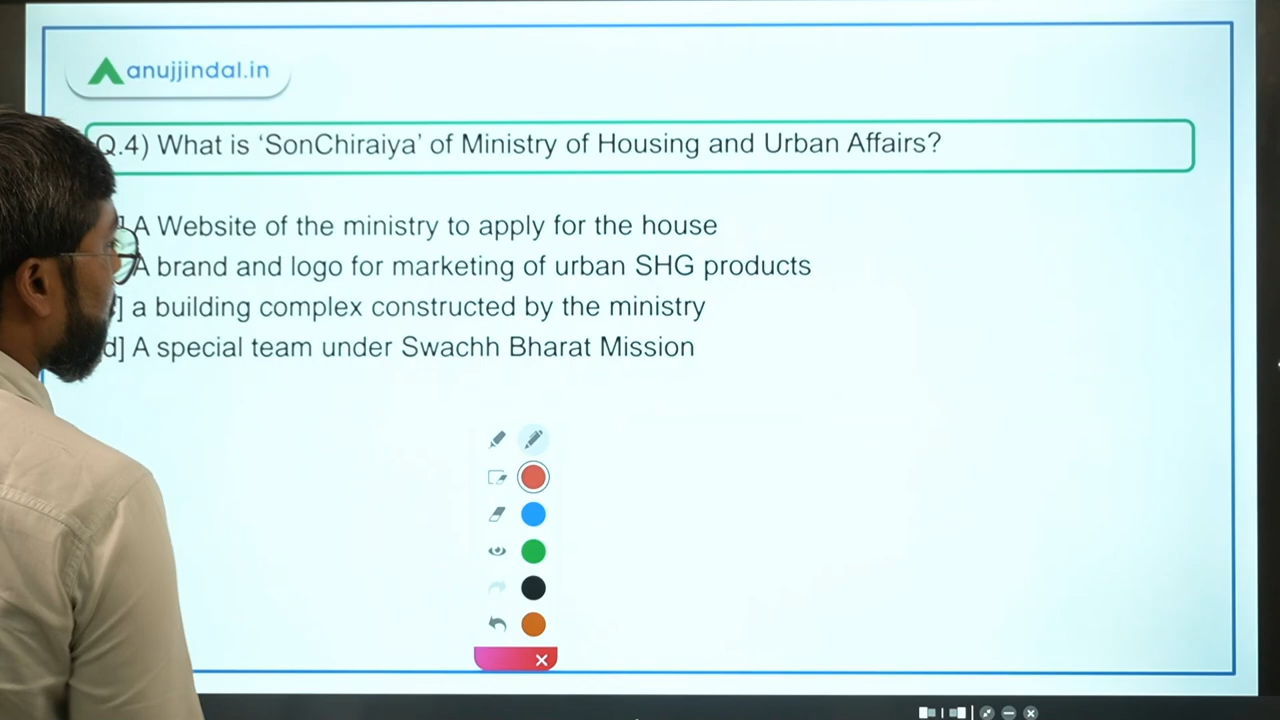 anujjindal.in
Q.4) What is ‘SonChiraiya’ of Ministry of Housing and Urban Affairs?
] A Website of the ministry to apply for the house
A brand and logo for marketing of urban SHG products
] a building complex constructed by the ministry
d] A special team under Swachh Bharat Mission